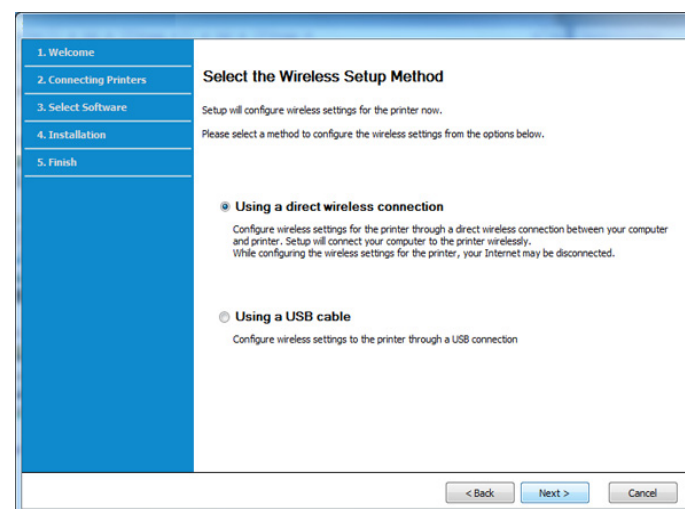 1. Welcome
2. Connecting Printers
3. Select Software
4. Installation
5. Finish
Select the Wireless Setup Method
Setup will configure wireless settings for the printer now.
Please select a method to configure the wireless settings from the options below.
Using a direct wireless connection
Configure wireless settings for the printer through a direct wireless connection between your computer
and printer. Setup will connect your computer to the printer wirelessly.
While configuring the wireless settings for the printer, your Internet may be disconnected.
Using a USB cable
Configure wireless settings to the printer through a USB connection
< Back
Next >
Cancel